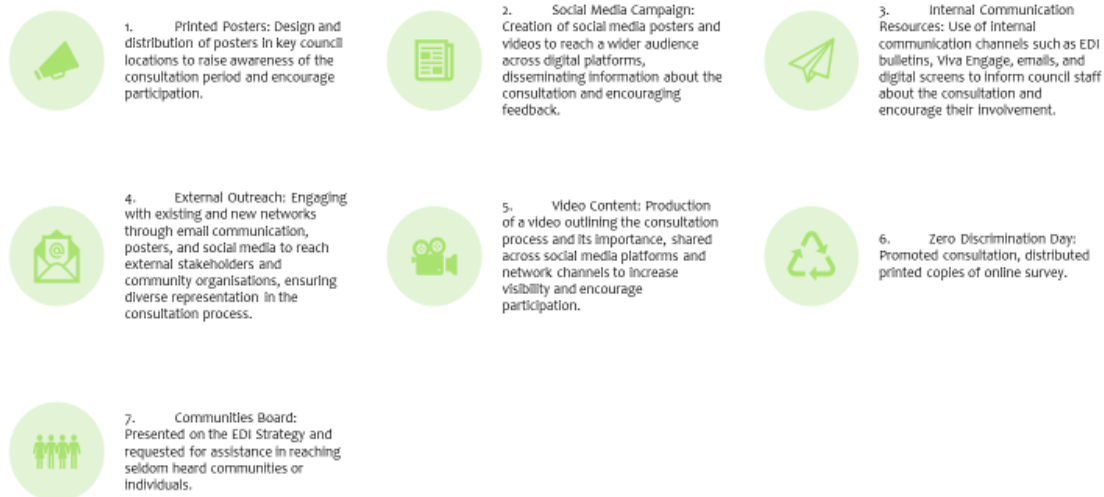 1. Printed Posters: Design and
distribution of posters in key council
locations to raise awareness of the
consultation period and encourage
participation.
2. Social Media Campaign:
Creation of social media posters and
videos to reach a wider audience
across digital platforms,
disseminating information about the
consultation and encouraging
feedback.
3. Internal Communication
Resources: Use of internal
communication channels such as EDI
bulletins, Viva Engage, emails, and
digital screens to inform council staff
about the consultation and
encourage their involvement.
4. External Outreach: Engaging
with existing and new networks
through email communication,
posters, and social media to reach
external stakeholders and
community organisations, ensuring
diverse representation in the
consultation process.
5. Video Content: Production
of a video outlining the consultation
process and its importance, shared
across social media platforms and
network channels to increase
visibility and encourage
participation.
6. Zero Discrimination Day:
Promoted consultation, distributed
printed copies of online survey.
7. Communities Board:
Presented on the EDI Strategy and
requested for assistance in reaching
seldom heard communities or
individuals.